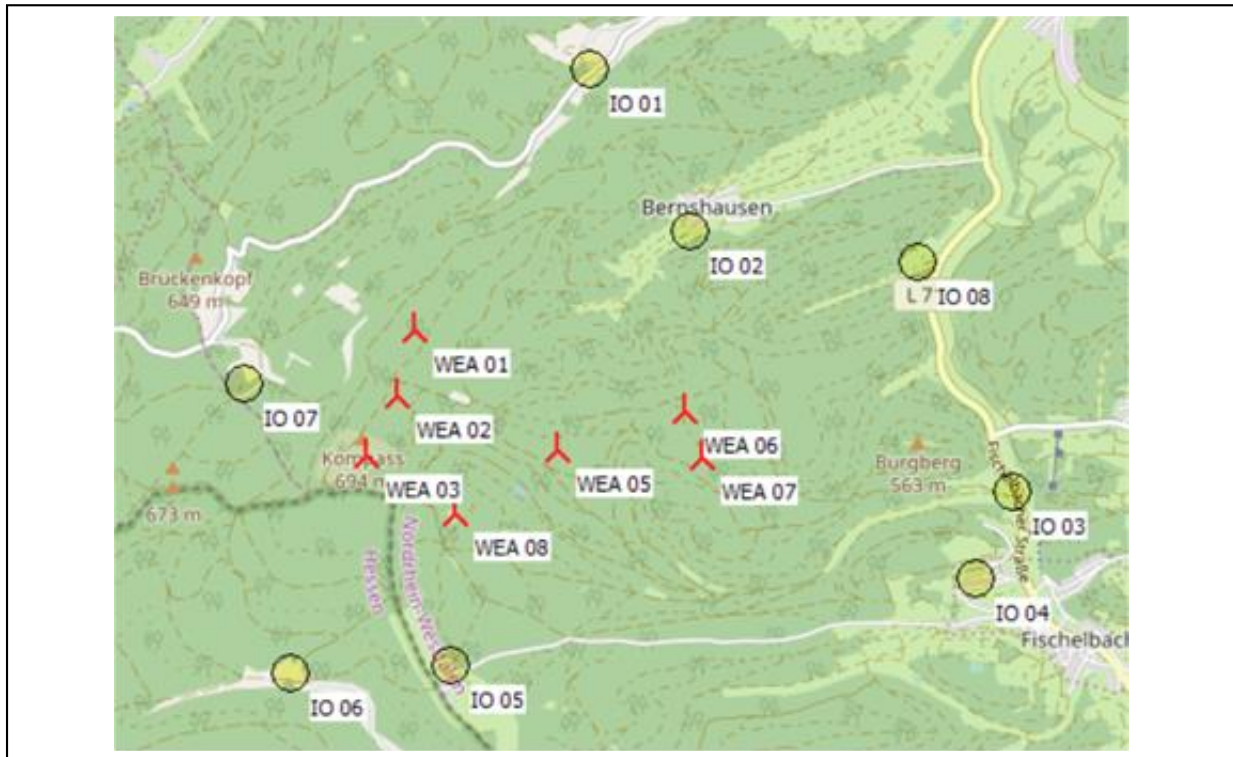 IO 01
Bernshausen
IO 02
IO 08
L 7
Brückenkopf
649 m
WEA 01
IO 07
WEA 02
WEA 06
Kompass
694 m
WEA 03
WEA 05
WEA 07
Burgberg
563 m
673 m
IO 03
WEA 08
Nordrhein-Westfalen
Hessen
IO 04
Fischelbach
IO 06
IO 05